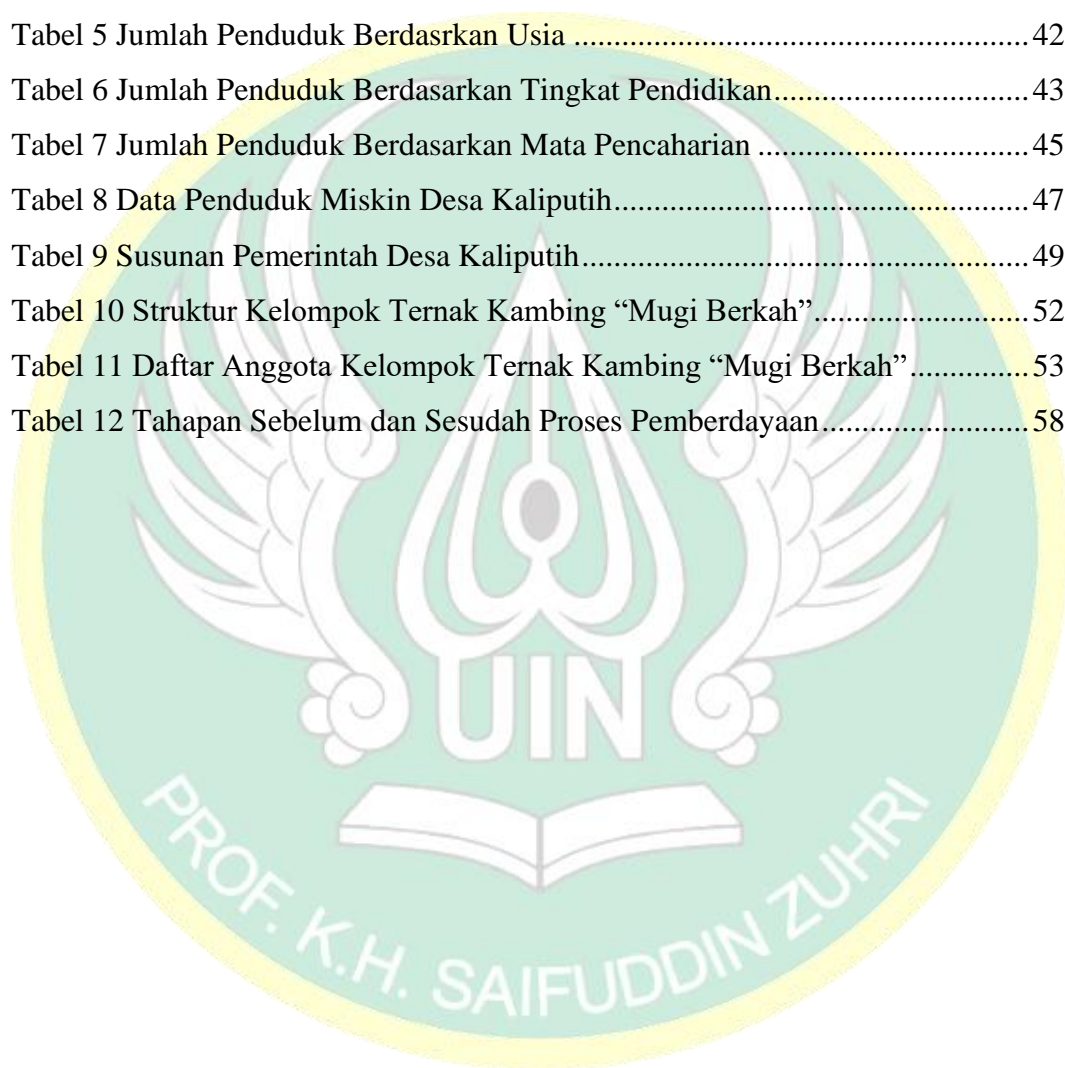 Tabel 5 Jumlah Penduduk Berdasrkan Usia ........................................................ 42
Tabel 6 Jumlah Penduduk Berdasarkan Tingkat Pendidikan............................... 43
Tabel 7 Jumlah Penduduk Berdasarkan Mata Pencaharian ................................. 45
Tabel 8 Data Penduduk Miskin Desa Kaliputih................................................... 47
Tabel 9 Susunan Pemerintah Desa Kaliputih....................................................... 49
Tabel 10 Struktur Kelompok Ternak Kambing “Mugi Berkah”.......................... 52
Tabel 11 Daftar Anggota Kelompok Ternak Kambing “Mugi Berkah” .............. 53
Tabel 12 Tahapan Sebelum dan Sesudah Proses Pemberdayaan......................... 58
UIN
PROF. K.H. SAIFUDDIN ZUHRI